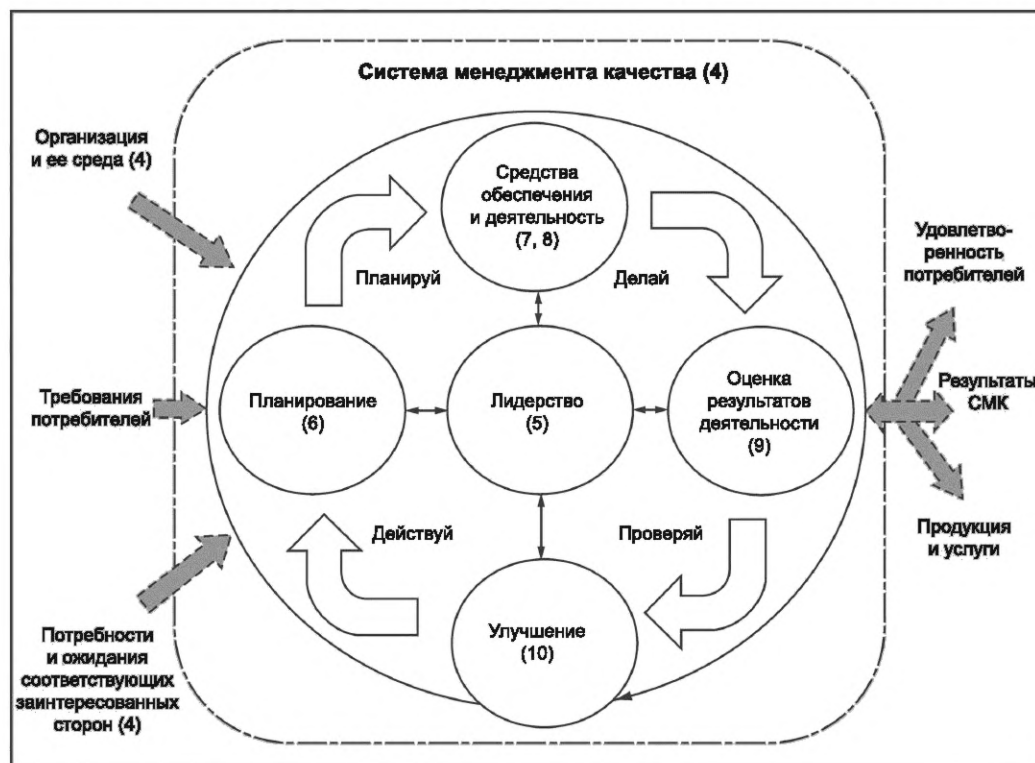 Система менеджмента качества (4)
Организация
и ее среда (4)
Средства
обеспечения
и деятельность
(7, 8)
Удовлетво-
ренность
потребителей
Планируй
Делай
Требования
потребителей
Планирование
(6)
Лидерство
(5)
Оценка
результатов
деятельности
(9)
Результаты
СМК
Действуй
Проверяй
Продукция
и услуги
Потребности
и ожидания
соответствующих
заинтересованных
сторон (4)
Улучшение
(10)